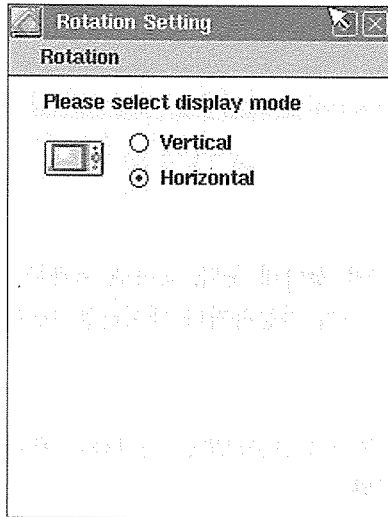 Rotation Setting
Rotation
Please select display mode
Vertical
Horizontal